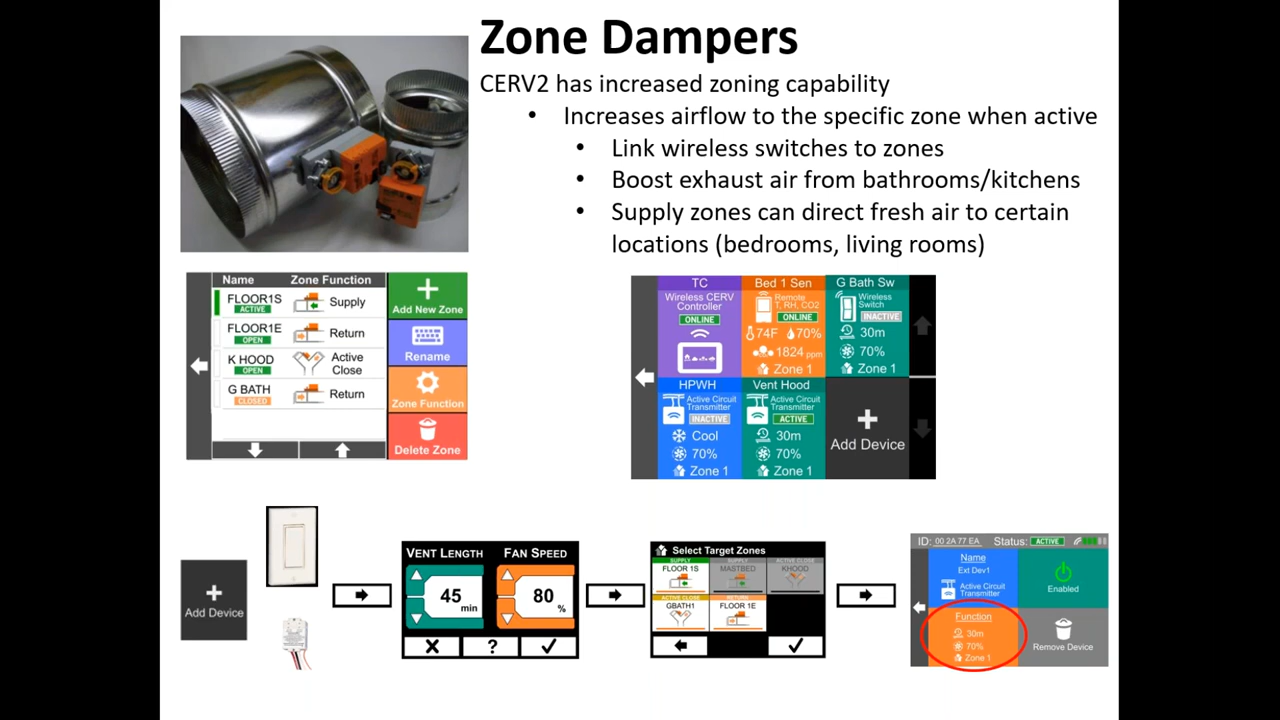 Zone Dampers
CERV2 has increased zoning capability
• Increases airflow to the specific zone when active
• Link wireless switches to zones
• Boost exhaust air from bathrooms/kitchens
• Supply zones can direct fresh air to certain
locations (bedrooms, living rooms)
Name Zone Function
FLOOR1S
ACTIVE
Supply
FLOOR1E
OPEN
Return
K HOOD
OPEN
Active
Close
G BATH
CLOSED
Return
Add New Zone
Rename
Zone Function
Delete Zone
TC
Wireless CERV
Controller
ONLINE
Bed 1 Sen
Remote
T, RH, CO2
ONLINE
74F 70%
1824 ppm
Zone 1
G Bath Sw
Wireless
Switch
INACTIVE
30m
70%
Zone 1
HPWH
Active Circuit
Transmitter
INACTIVE
Cool
70%
Zone 1
Vent Hood
Active Circuit
Transmitter
ACTIVE
30m
70%
Zone 1
+
Add Device
+
Add Device
VENT LENGTH FAN SPEED
45 min
80 %
?
Select Target Zones
SUPPLY
FLOOR 1S
SUPPLY
MASTBED
ACTIVE CLOSE
KHOOD
ACTIVE CLOSE
GBATH1
RETURN
FLOOR 1E
ID: 00 2A 77 EA Status: ACTIVE
Name
Ext Dev1
Active Circuit
Transmitter
Enabled
Function
30m
70%
Zone 1
Remove Device